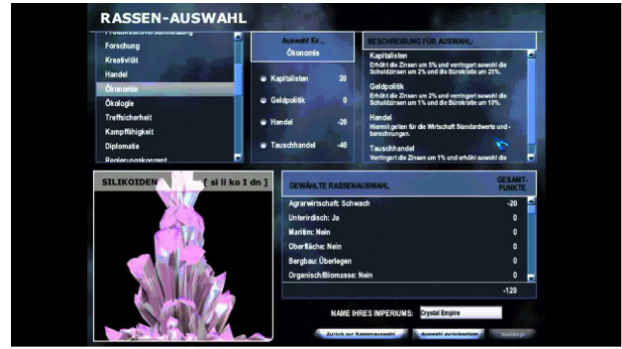 RASSEN-AUSWAHL
Forschung
Kreativität
Handel
Ökonomie
Ökologie
Treffsicherheit
Kampffähigkeit
Diplomatie
Regierungskonzept
Auswahl für...
Ökonomie
Kapitalisten 20
Geldpolitik 0
Handel -20
Tauschhandel -40
BESCHREIBUNG FÜR AUSWAHL:
Kapitalisten
Erhöht die Zinsen um 5% und verringert sowohl die
Schuldzinsen um 2% und die Bürokratie um 25%.
Geldpolitik
Erhöht die Zinsen um 2% und verringert sowohl die
Schuldzinsen um 1% und die Bürokratie um 10%.
Handel
Hiermit gelten für die Wirtschaft Standardwerte und -
berechnungen.
Tauschhandel
Verringert die Zinsen um 1% und erhöht sowohl die
SILIKOIDEN [ si li ko I dn ]
GEWÄHLTE RASSENAUSWAHL GESAMT-
PUNKTE
Agrarwirtschaft: Schwach -20
Unterirdisch: Ja 0
Maritim: Nein 0
Oberfläche: Nein 0
Bergbau: Überlegen 0
Organisch/Biomasse: Nein 0
-120
NAME IHRES IMPERIUMS: Crystal Empire
Zurück zur Rassenauswahl Auswahl zurücksetzen